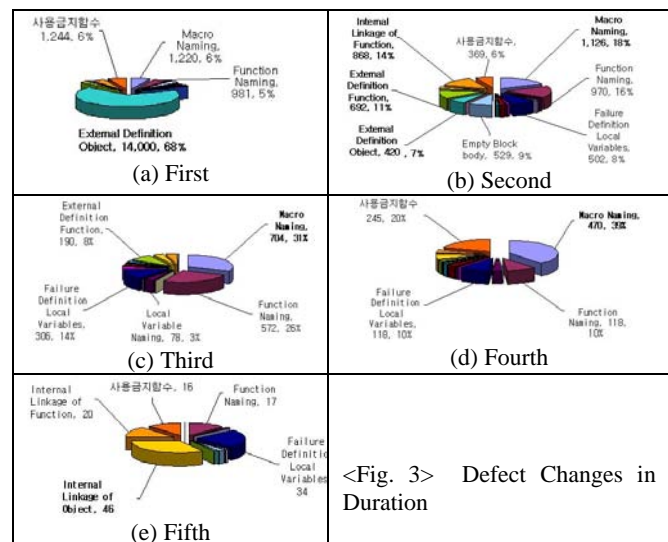 사용금지함수
1,244, 6%
Macro
Naming,
1,220, 6%
Function
Naming
981, 5%
External Definition
Object, 14,000, 68%
(a) First
Internal
Linkage of
Function,
868, 14%
사용금지함수,
369, 6%
Macro
Naming,
1,126, 18%
Function
Naming,
970, 16%
External
Definition
Function,
692, 11%
Failure
Definition
Local
Variables,
502, 8%
External
Definition
Object, 420 , 7%
Empty Block
body, 529, 9%
(b) Second
External
Definition
Function,
190, 8%
Macro
Naming,
704, 31%
Failure
Definition
Local
Variables,
306, 14%
Local
Variable
Naming, 78, 3%
Function
Naming,
572, 26%
(c) Third
사용금지함수
245, 20%
Macro Naming,
470, 39%
Failure
Definition
Local
Variables,
118, 10%
Function
Naming, 118,
10%
(d) Fourth
Internal
Linkage of
Function, 20
사용금지함수, 16
Function
Naming, 17
Failure
Definitio
Local
Variables
34
Internal
Linkage of
Object, 46
(e) Fifth
<Fig. 3> Defect Changes in
Duration